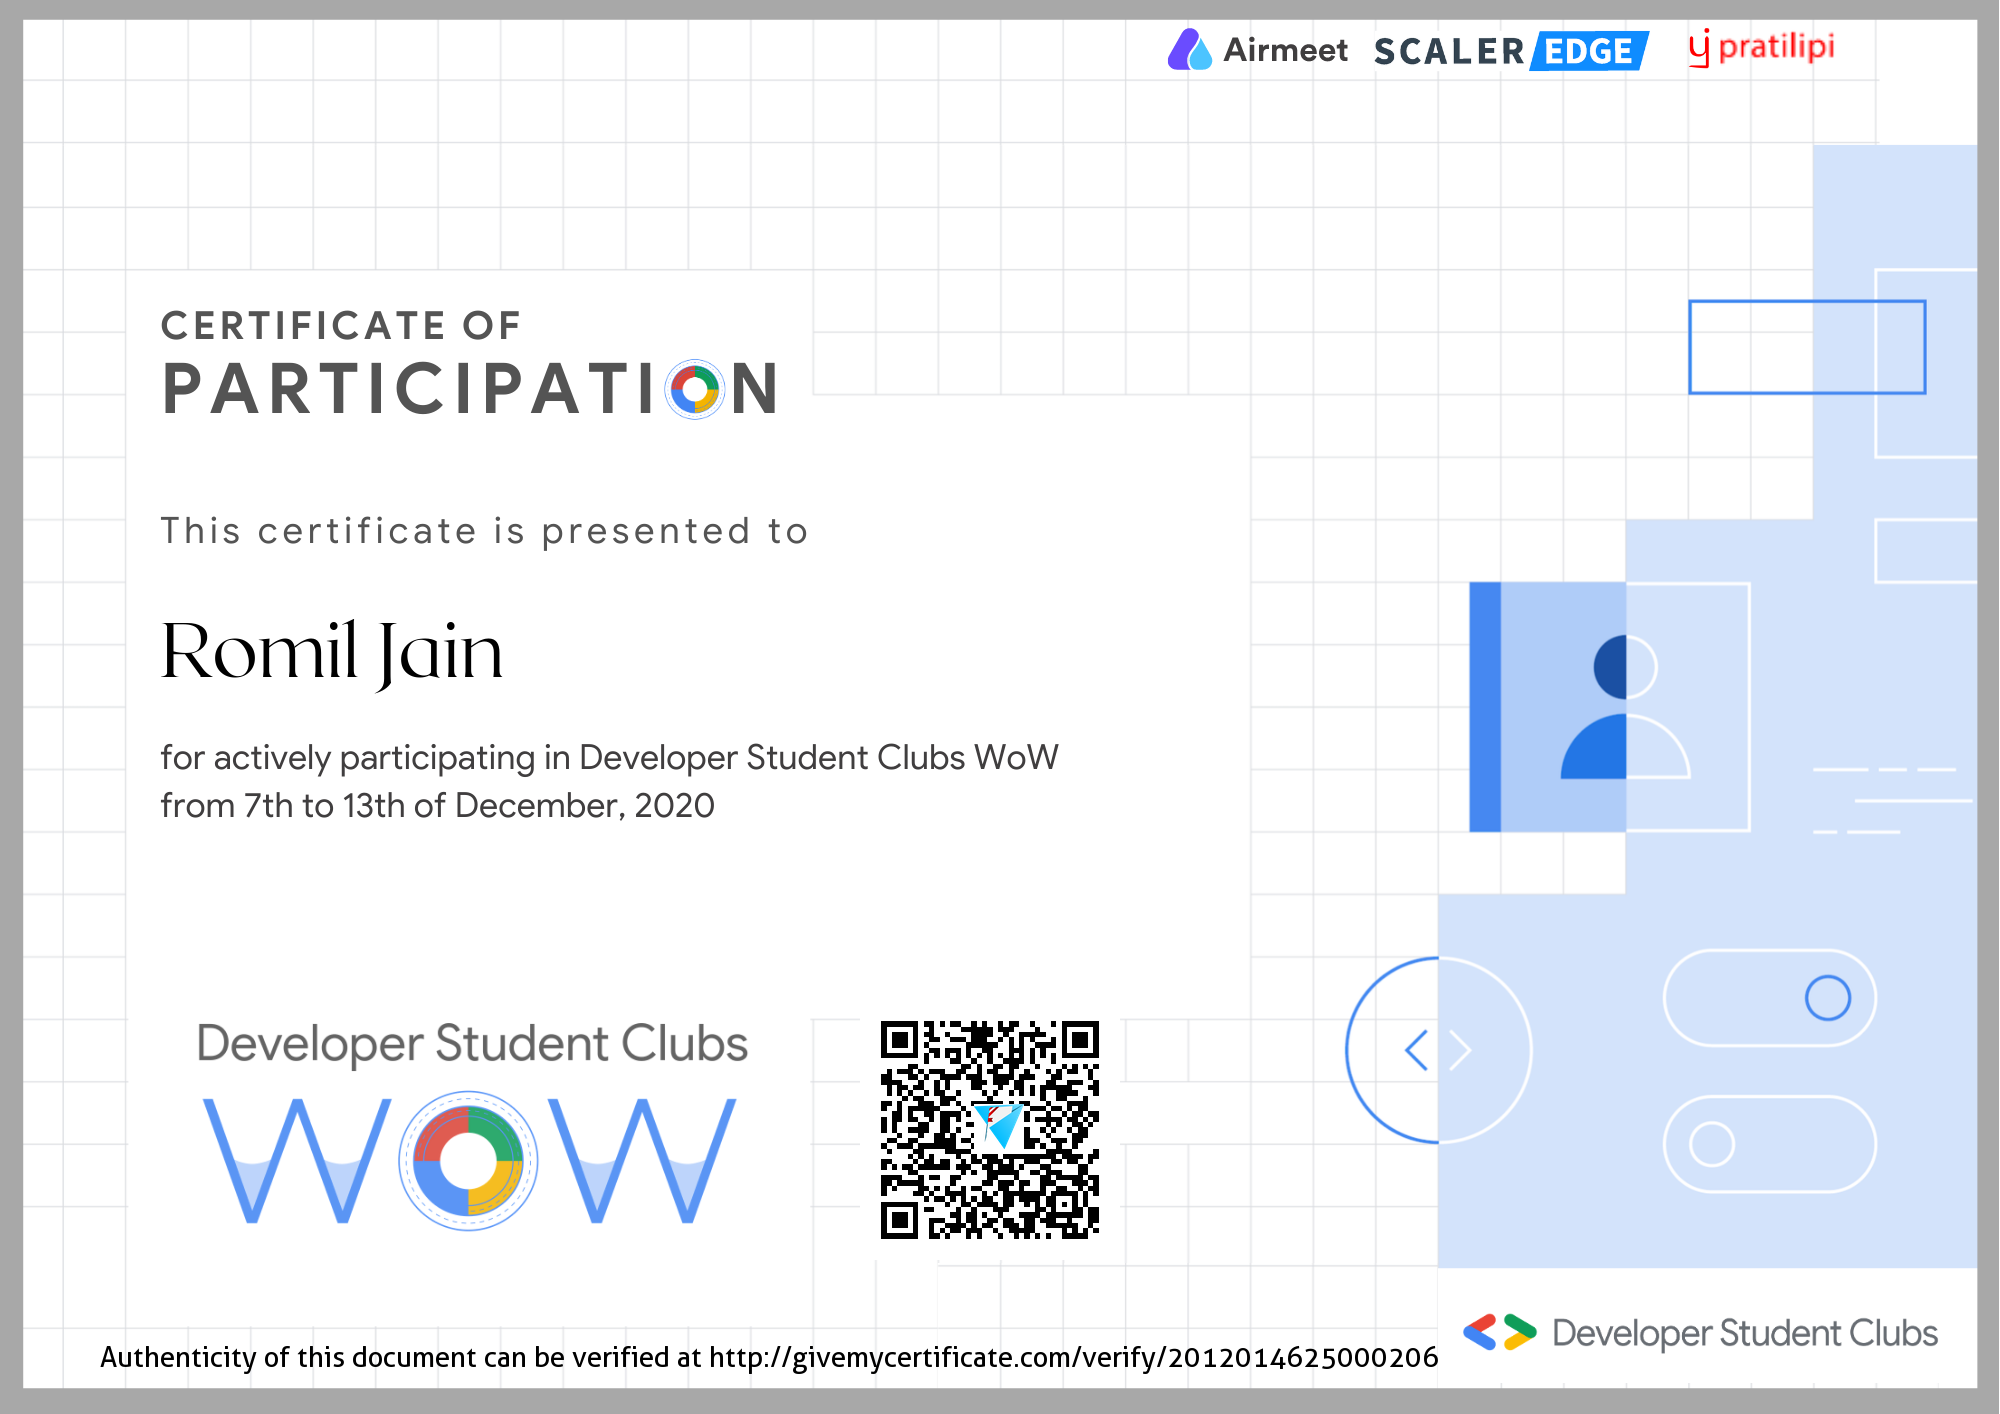 Airmeet SCALER EDGE pratilipi
CERTIFICATE OF
PARTICIPATION
This certificate is presented to
Romil Jain
for actively participating in Developer Student Clubs WoW
from 7th to 13th of December, 2020
Developer Student Clubs
WOW
Developer Student Clubs
Authenticity of this document can be verified at http://givemycertificate.com/verify/2012014625000206